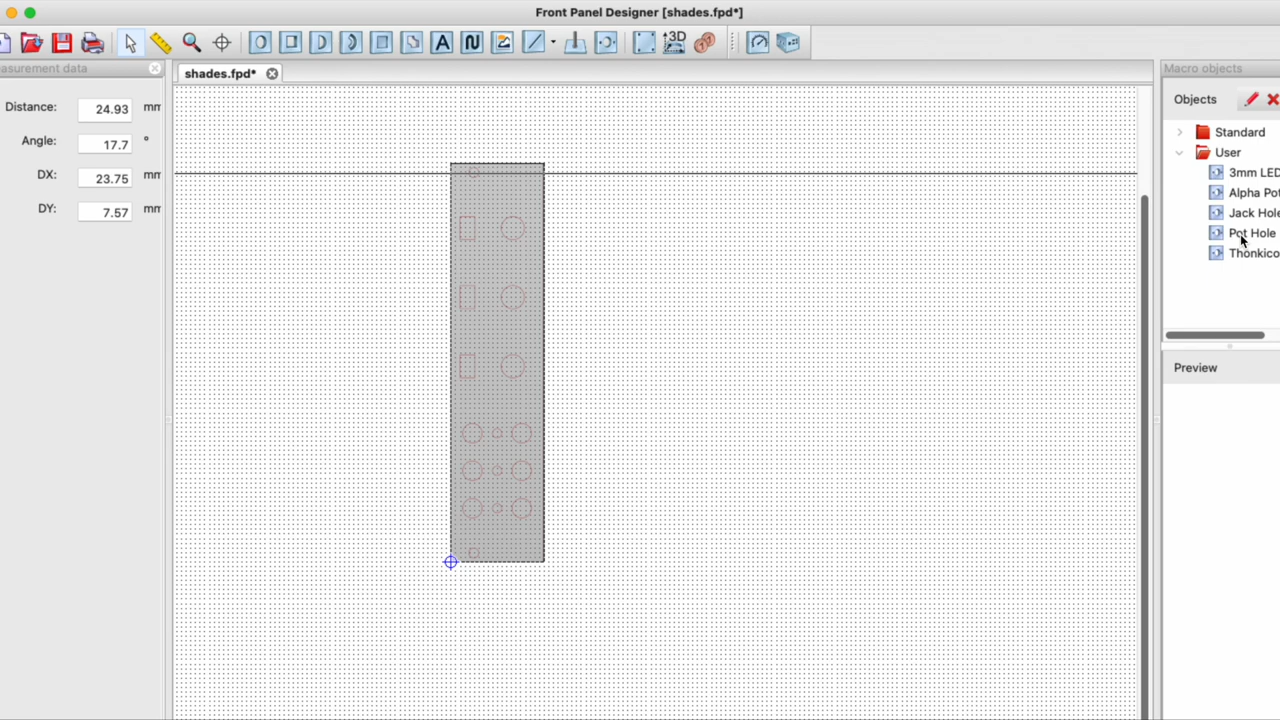 Front Panel Designer [shades.fpd*]
3D
A
asurement data
shades.fpd*
Macro objects
Distance: 24.93 mm
Angle: 17.7 °
DX: 23.75 mm
DY: 7.57 mm
Objects
Standard
User
3mm LED
Alpha Pot
Jack Hole
Pot Hole
Thonkico
Preview